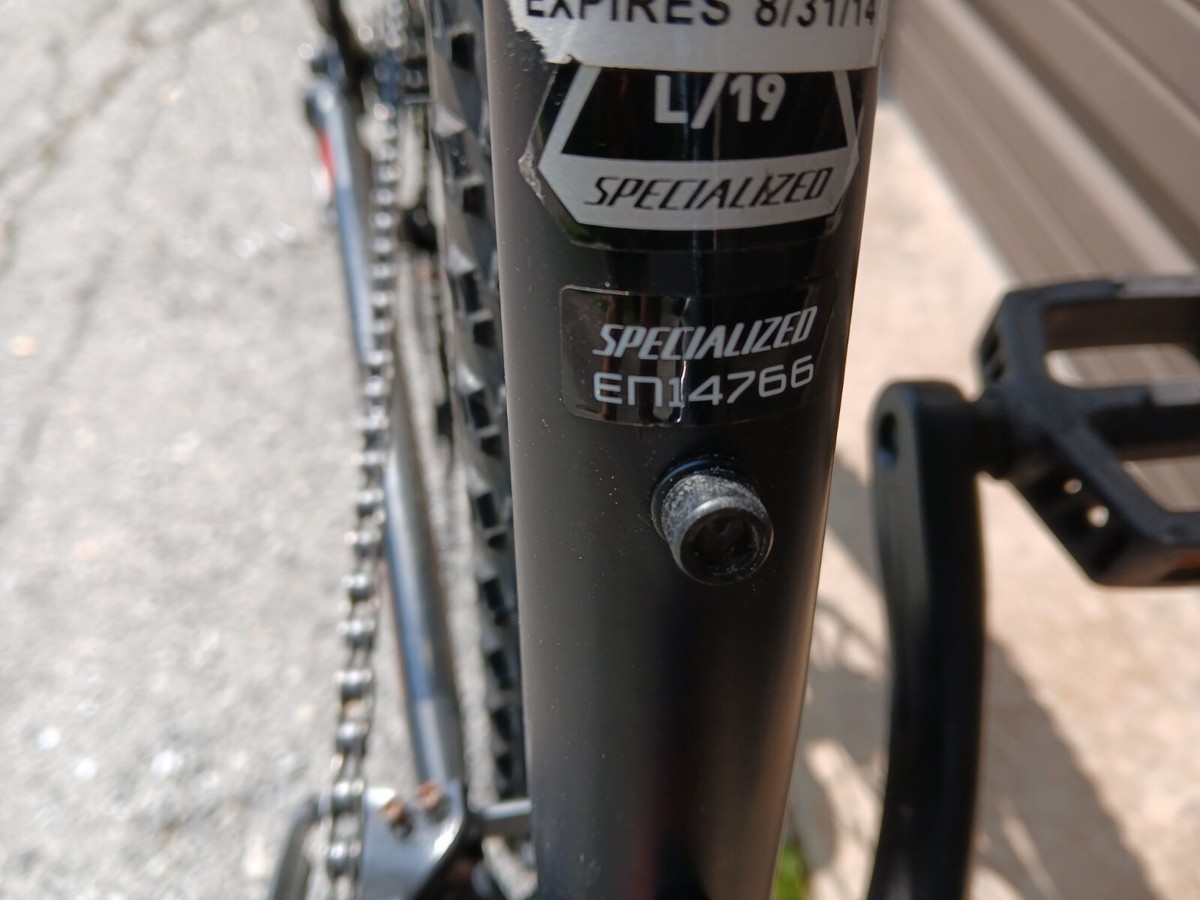 EXPIRES 8/31/14
L/19
SPECIALIZED
SPECIALIZED
EN14766